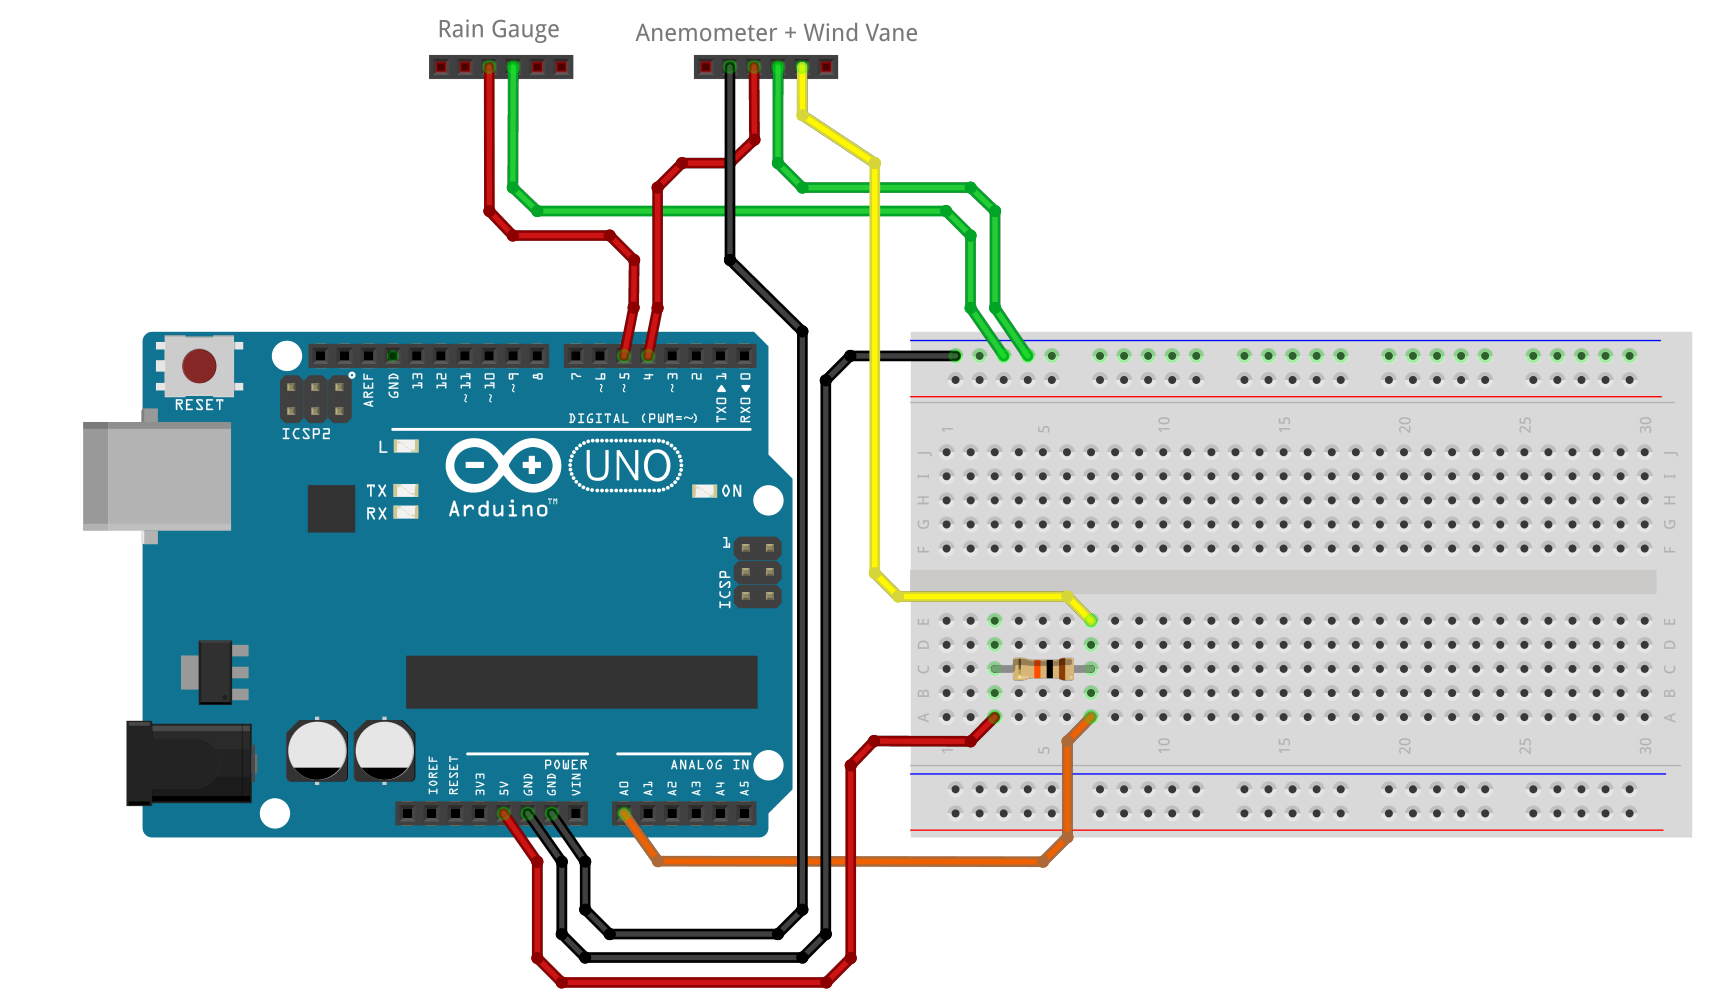 Rain Gauge
Anemometer + Wind Vane
RESET
ICSP2
AREF
GND
13
12
~11
~10
~9
8
7
~6
~5
4
~3
2
TX0▶1
RX0◀0
DIGITAL (PWM=~)
L
TX
RX
UNO
Arduino™
ON
1
ICSP
POWER
ANALOG IN
IOREF
RESET
3V3
5V
GND
GND
VIN
A0
A1
A2
A3
A4
A5
1 5 10 15 20 25 30
J J
I I
H H
G G
F F
E E
D D
C C
B B
A A
1 5 10 15 20 25 30